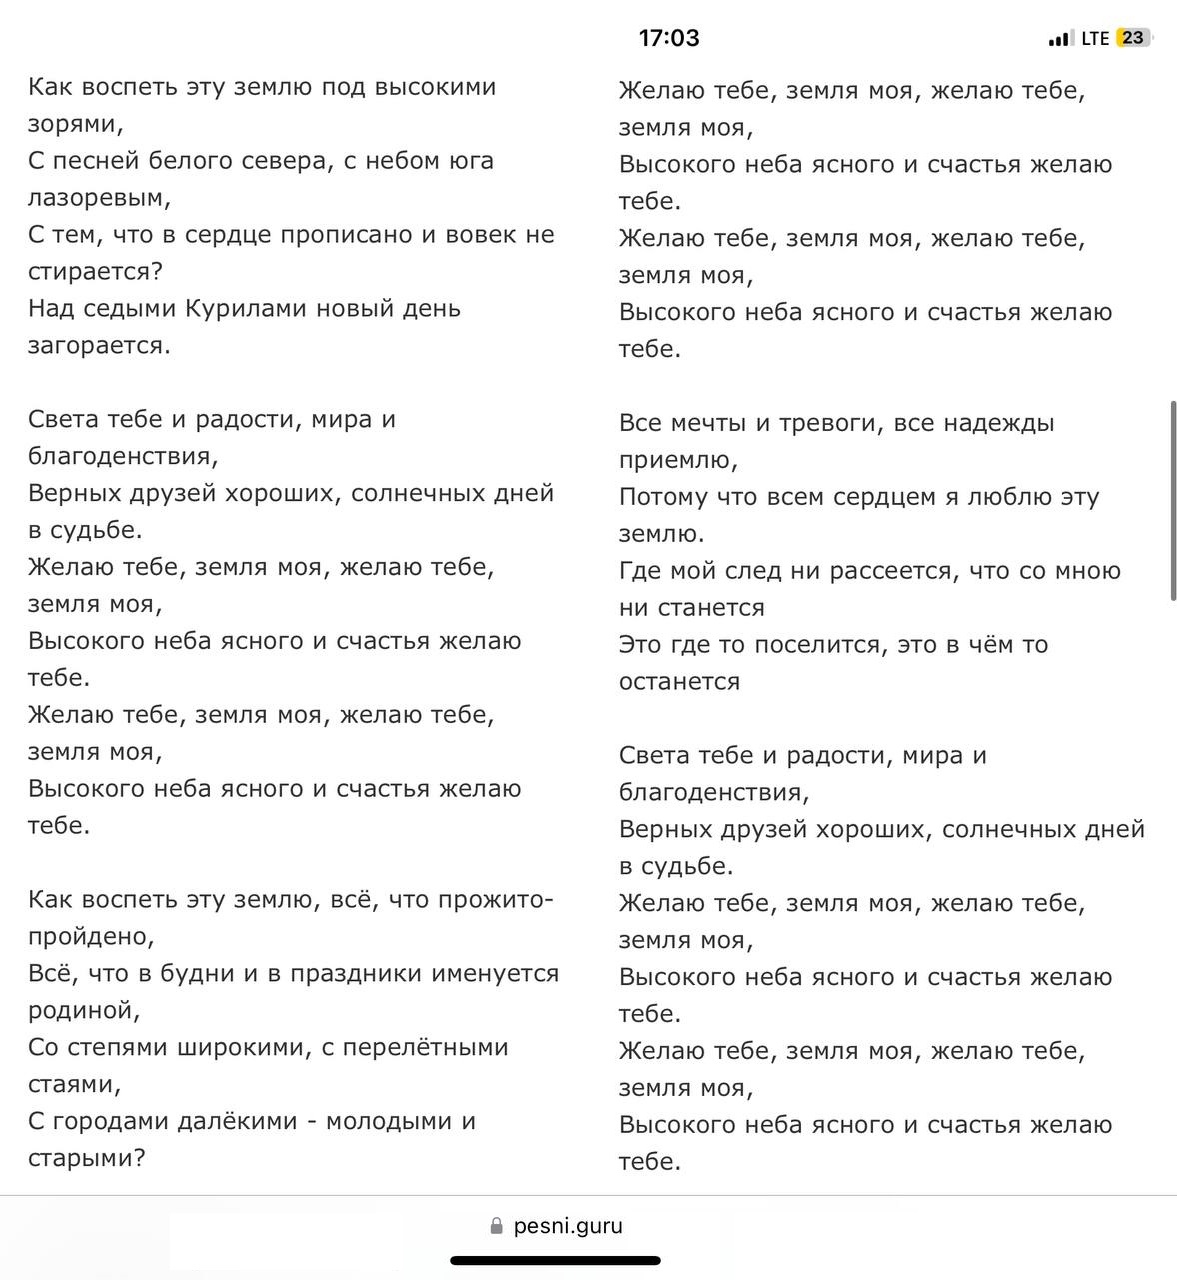 17:03
LTE 23
Как воспеть эту землю под высокими
зорями,
С песней белого севера, с небом юга
лазоревым,
С тем, что в сердце прописано и вовек не
стирается?
Над седыми Курилами новый день
загорается.
Света тебе и радости, мира и
благоденствия,
Верных друзей хороших, солнечных дней
в судьбе.
Желаю тебе, земля моя, желаю тебе,
земля моя,
Высокого неба ясного и счастья желаю
тебе.
Желаю тебе, земля моя, желаю тебе,
земля моя,
Высокого неба ясного и счастья желаю
тебе.
Как воспеть эту землю, всё, что прожито-
пройдено,
Всё, что в будни и в праздники именуется
родиной,
Со степями широкими, с перелётными
стаями,
С городами далёкими - молодыми и
старыми?
Желаю тебе, земля моя, желаю тебе,
земля моя,
Высокого неба ясного и счастья желаю
тебе.
Желаю тебе, земля моя, желаю тебе,
земля моя,
Высокого неба ясного и счастья желаю
тебе.
Все мечты и тревоги, все надежды
приемлю,
Потому что всем сердцем я люблю эту
землю.
Где мой след ни рассеется, что со мною
ни станется
Это где то поселится, это в чём то
останется
Света тебе и радости, мира и
благоденствия,
Верных друзей хороших, солнечных дней
в судьбе.
Желаю тебе, земля моя, желаю тебе,
земля моя,
Высокого неба ясного и счастья желаю
тебе.
Желаю тебе, земля моя, желаю тебе,
земля моя,
Высокого неба ясного и счастья желаю
тебе.
pesni.guru